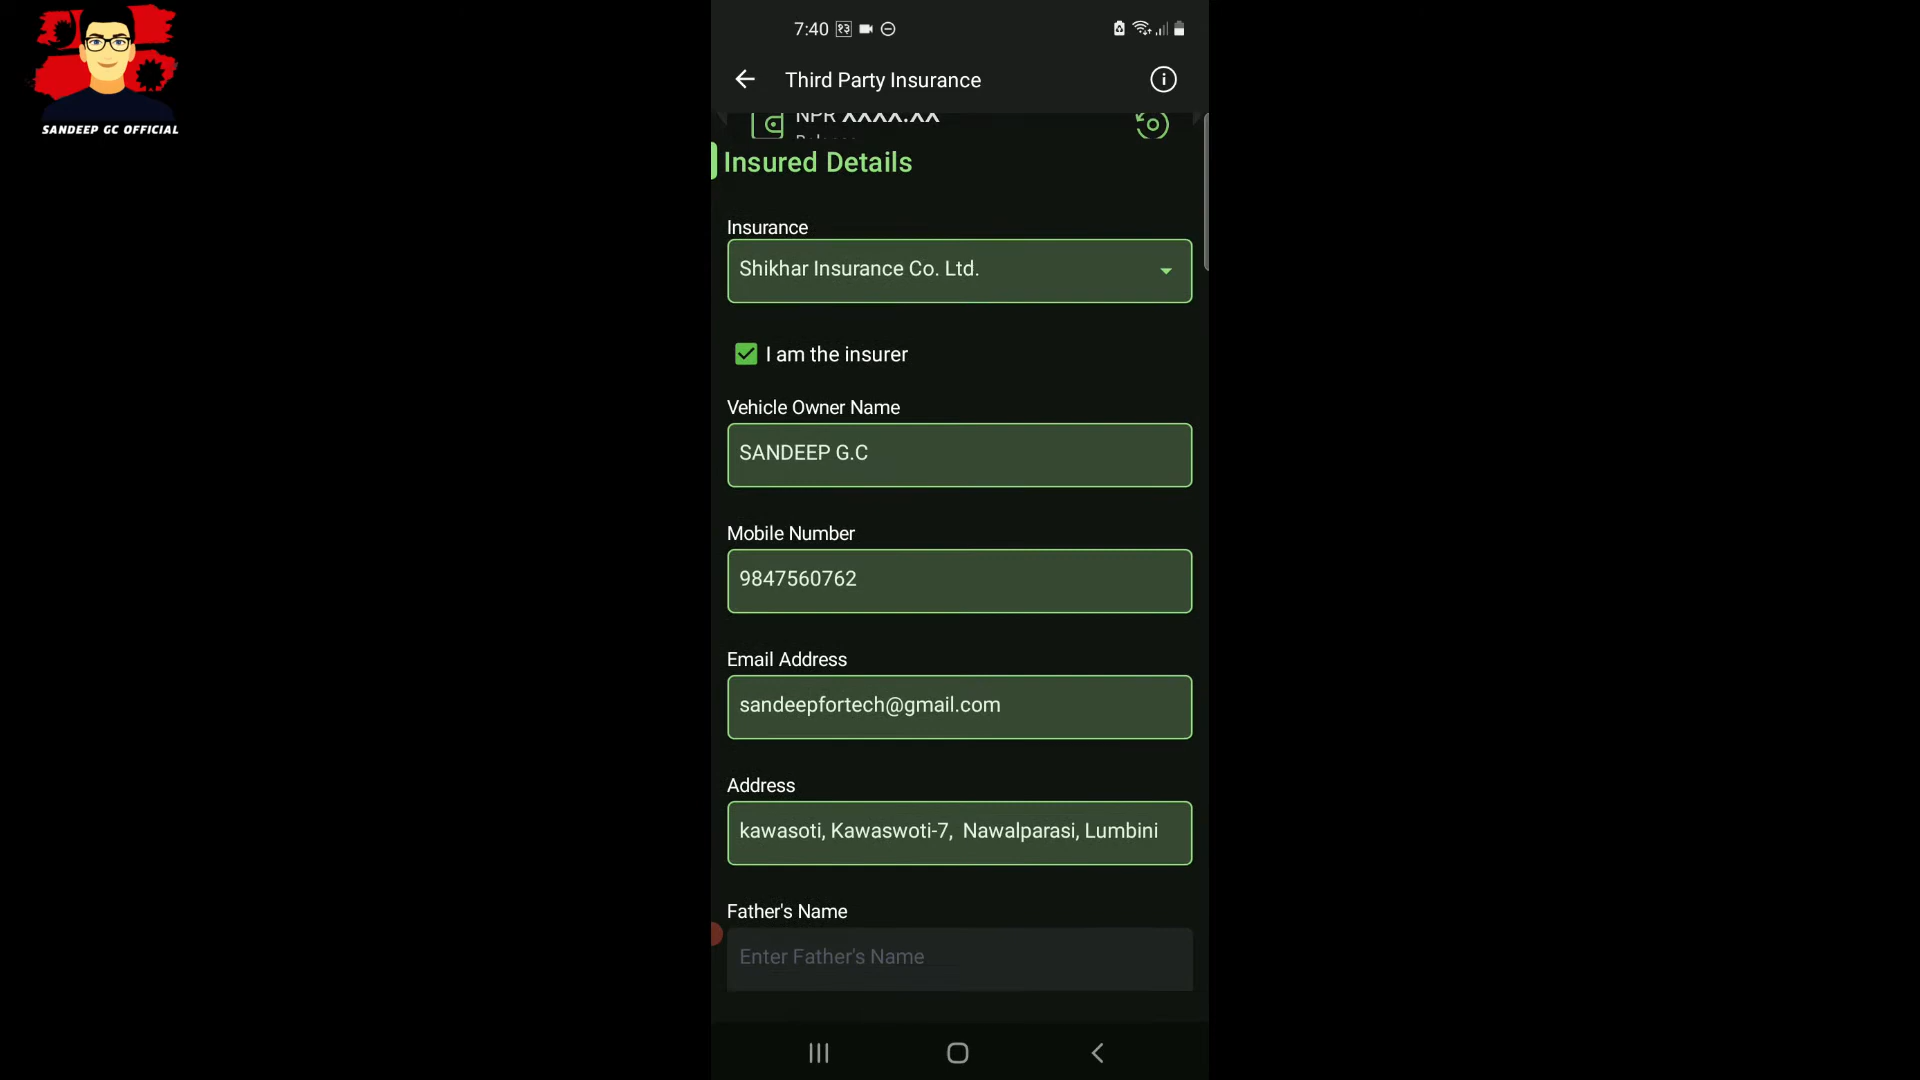 SANDEEP GC OFFICIAL
7:40 १३
Third Party Insurance
NPR XXXX.XX
Insured Details
Insurance
Shikhar Insurance Co. Ltd.
I am the insurer
Vehicle Owner Name
SANDEEP G.C
Mobile Number
9847560762
Email Address
sandeepfortech@gmail.com
Address
kawasoti, Kawaswoti-7, Nawalparasi, Lumbini
Father's Name
Enter Father's Name